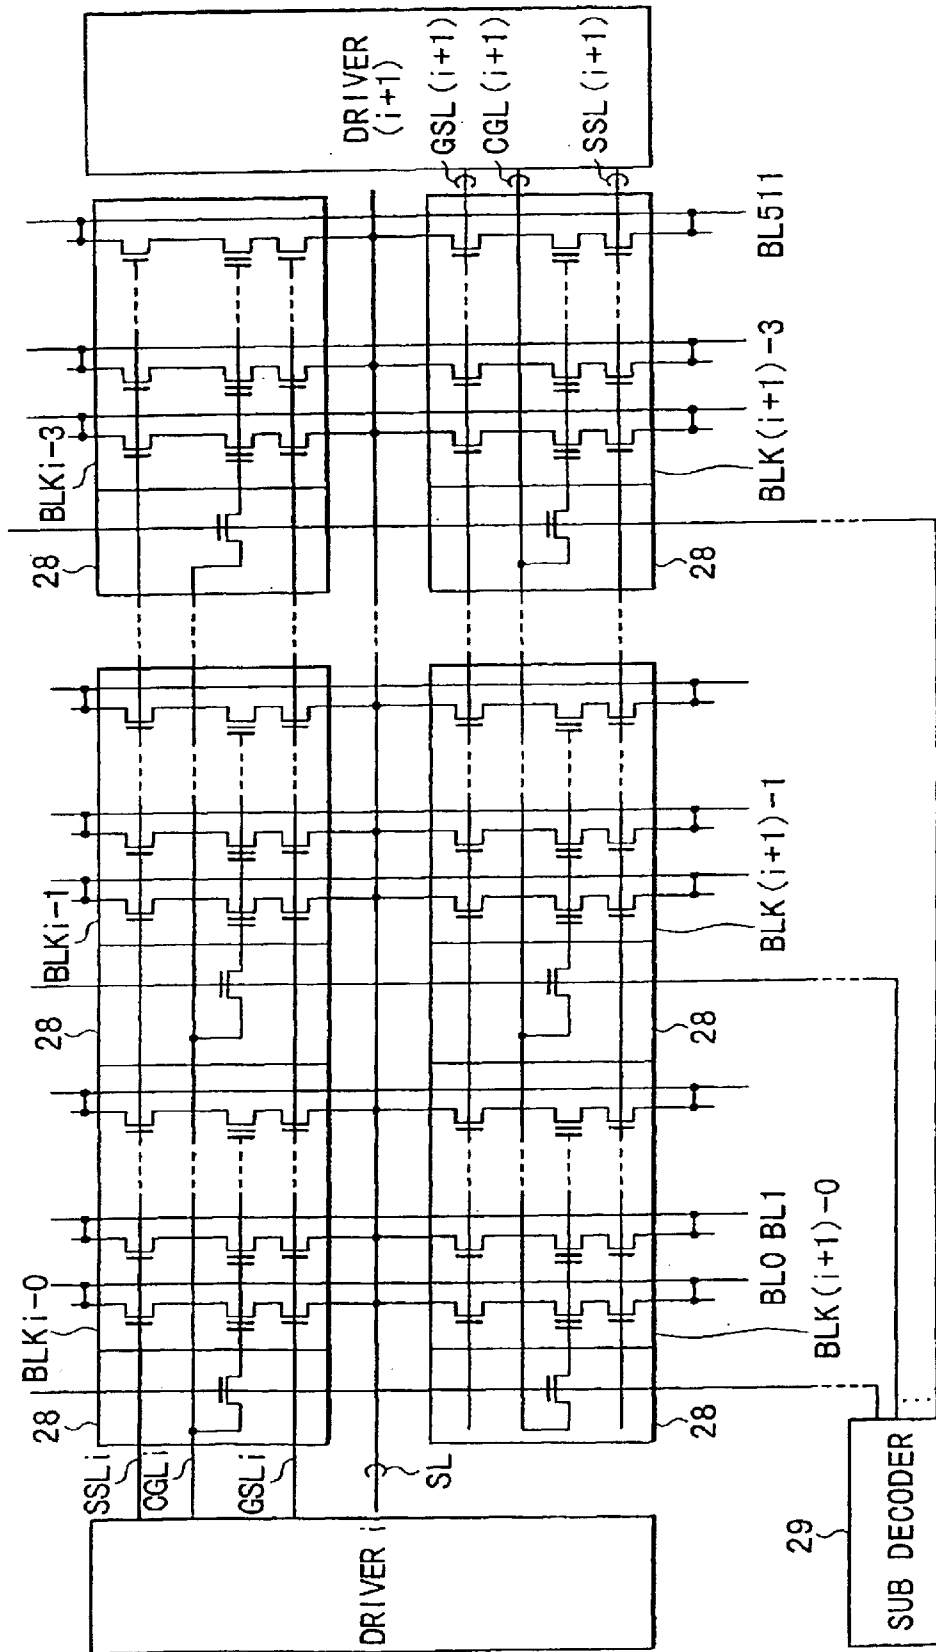 SSLi
CGLi
GSLi
28
BLKi-0
28
BLKi-1
28
BLKi-3
DRIVER i
SL
DRIVER
(i+1)
GSL(i+1)
CGL(i+1)
SSL(i+1)
28
BLK(i+1)-0
BL0 BL1
28
BLK(i+1)-1
28
BLK(i+1)-3
BL511
29
SUB DECODER